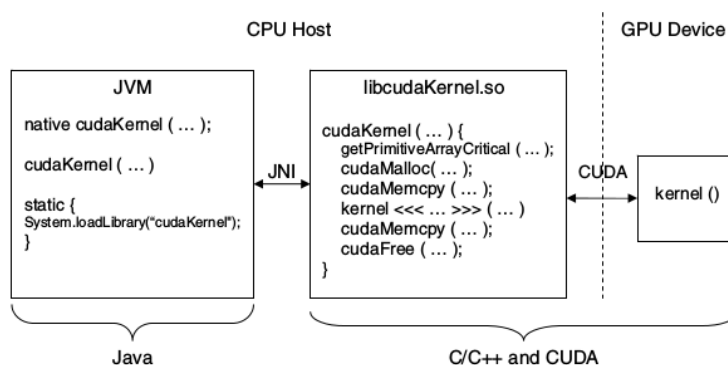 CPU Host
GPU Device
JVM
native cudaKernel ( … );
cudaKernel ( … )
static {
System.loadLibrary("cudaKernel");
}
JNI
libcudaKernel.so
cudaKernel ( … ) {
getPrimitiveArrayCritical ( … );
cudaMalloc( … );
cudaMemcpy ( … );
kernel <<< … >>> ( … )
cudaMemcpy ( … );
cudaFree ( … );
}
CUDA
kernel ()
Java
C/C++ and CUDA